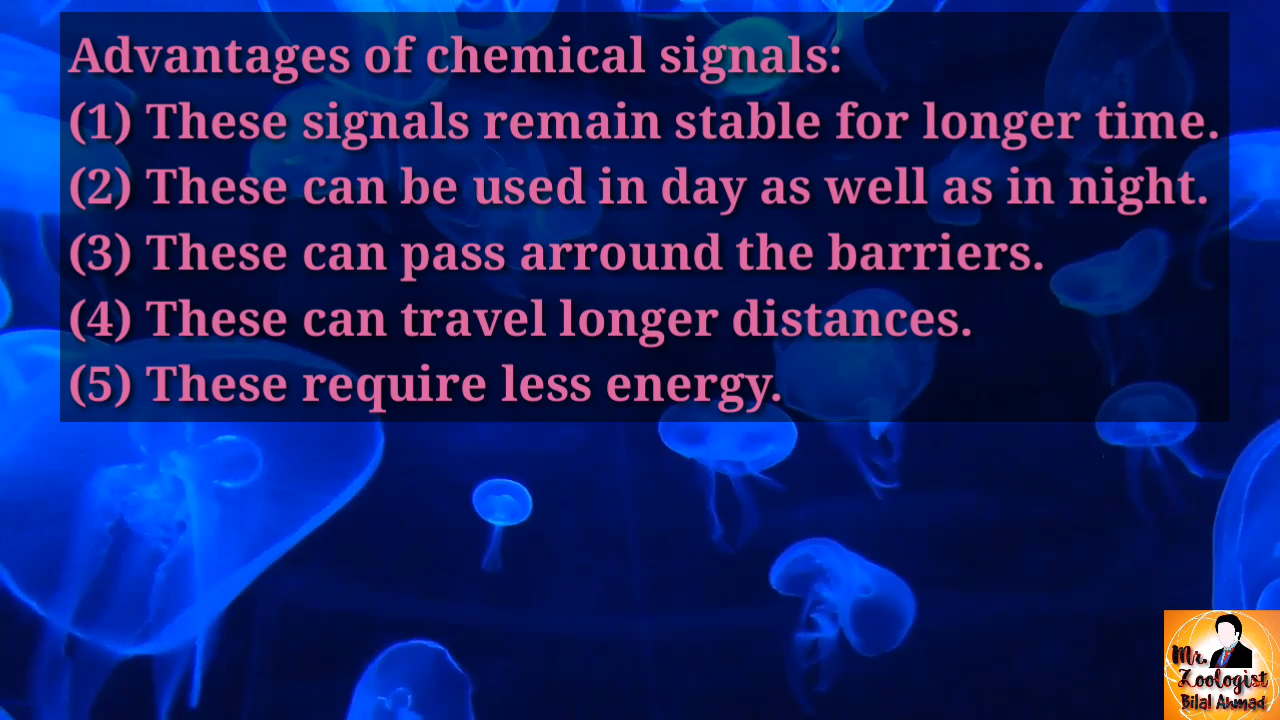 Advantages of chemical signals:
(1) These signals remain stable for longer time.
(2) These can be used in day as well as in night.
(3) These can pass arround the barriers.
(4) These can travel longer distances.
(5) These require less energy.
Mr.
Zoologist
Bilal Ahmad